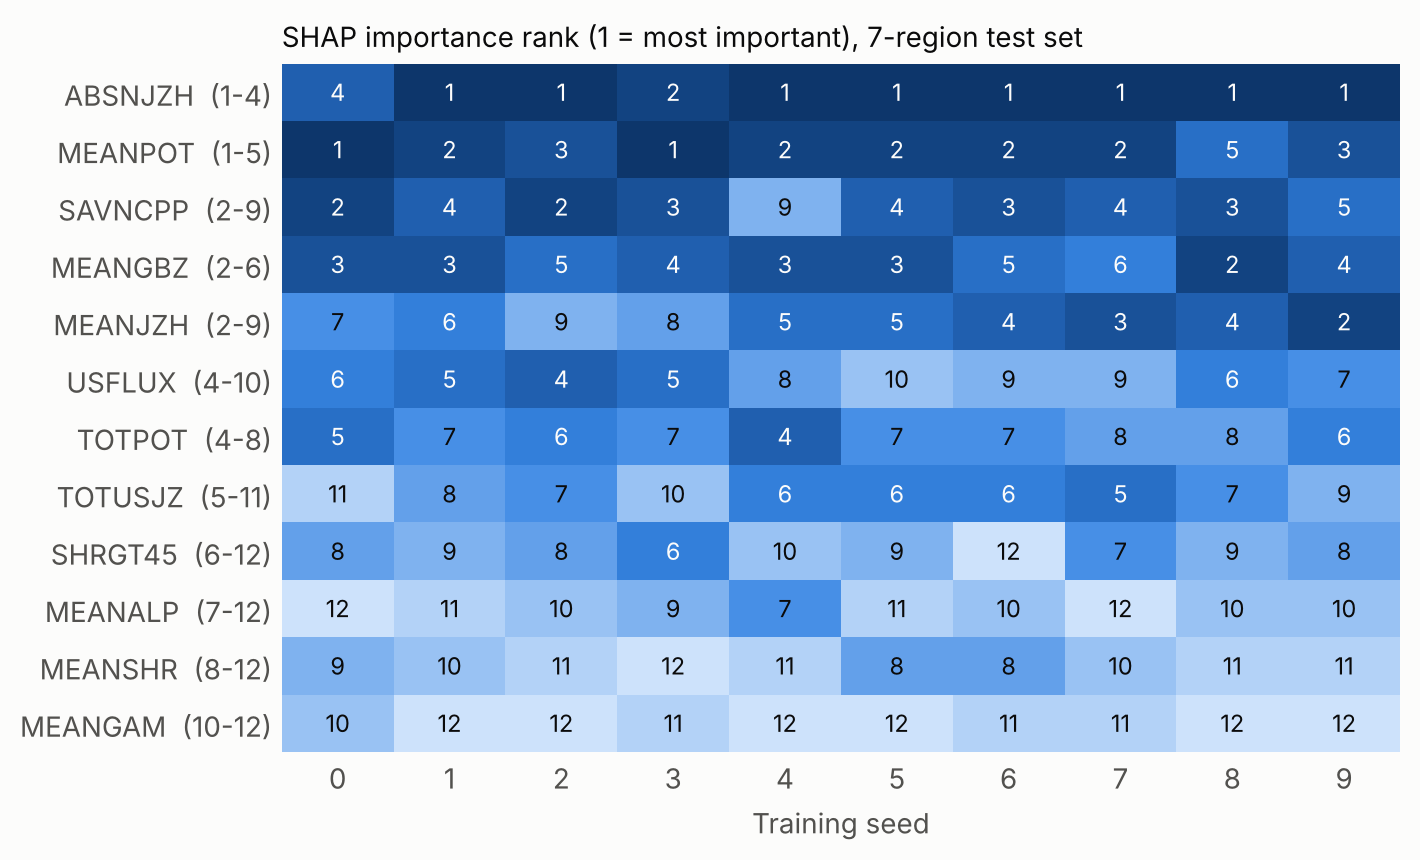 SHAP importance rank (1 = most important), 7-region test set
ABSNJZH (1-4) 4 1 1 2 1 1 1 1 1 1
MEANPOT (1-5) 1 2 3 1 2 2 2 2 5 3
SAVNCPP (2-9) 2 4 2 3 9 4 3 4 3 5
MEANGBZ (2-6) 3 3 5 4 3 3 5 6 2 4
MEANJZH (2-9) 7 6 9 8 5 5 4 3 4 2
USFLUX (4-10) 6 5 4 5 8 10 9 9 6 7
TOTPOT (4-8) 5 7 6 7 4 7 7 8 8 6
TOTUSJZ (5-11) 11 8 7 10 6 6 6 5 7 9
SHRGT45 (6-12) 8 9 8 6 10 9 12 7 9 8
MEANALP (7-12) 12 11 10 9 7 11 10 12 10 10
MEANSHR (8-12) 9 10 11 12 11 8 8 10 11 11
MEANGAM (10-12) 10 12 12 11 12 12 11 11 12 12
0 1 2 3 4 5 6 7 8 9
Training seed